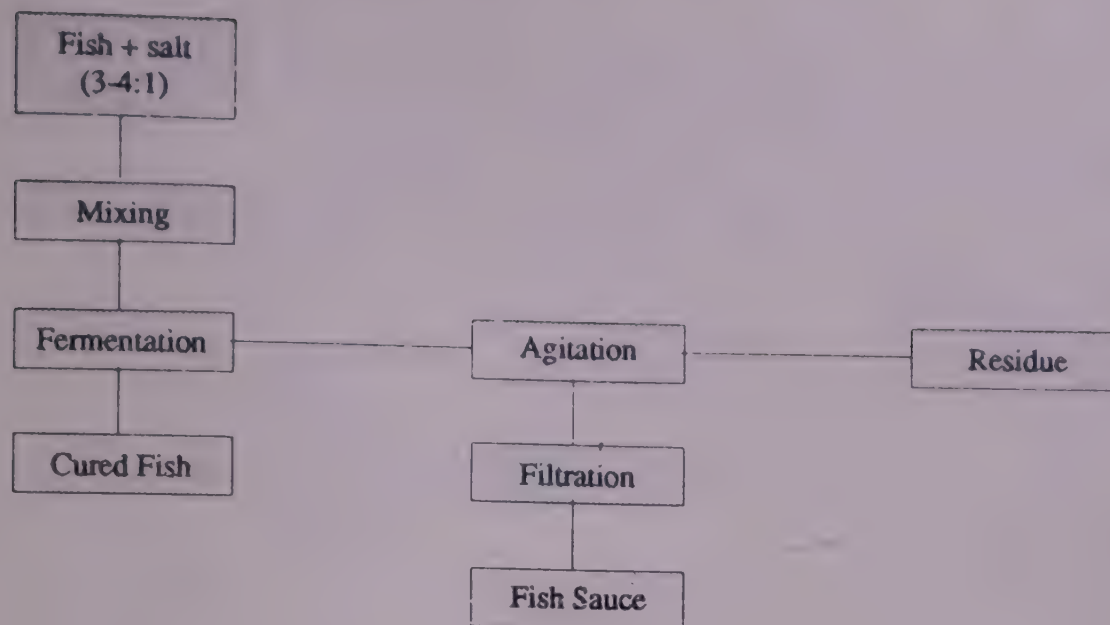 Fish + salt
(3-4:1)
Mixing
Fermentation
Agitation
Residue
Cured Fish
Filtration
Fish Sauce